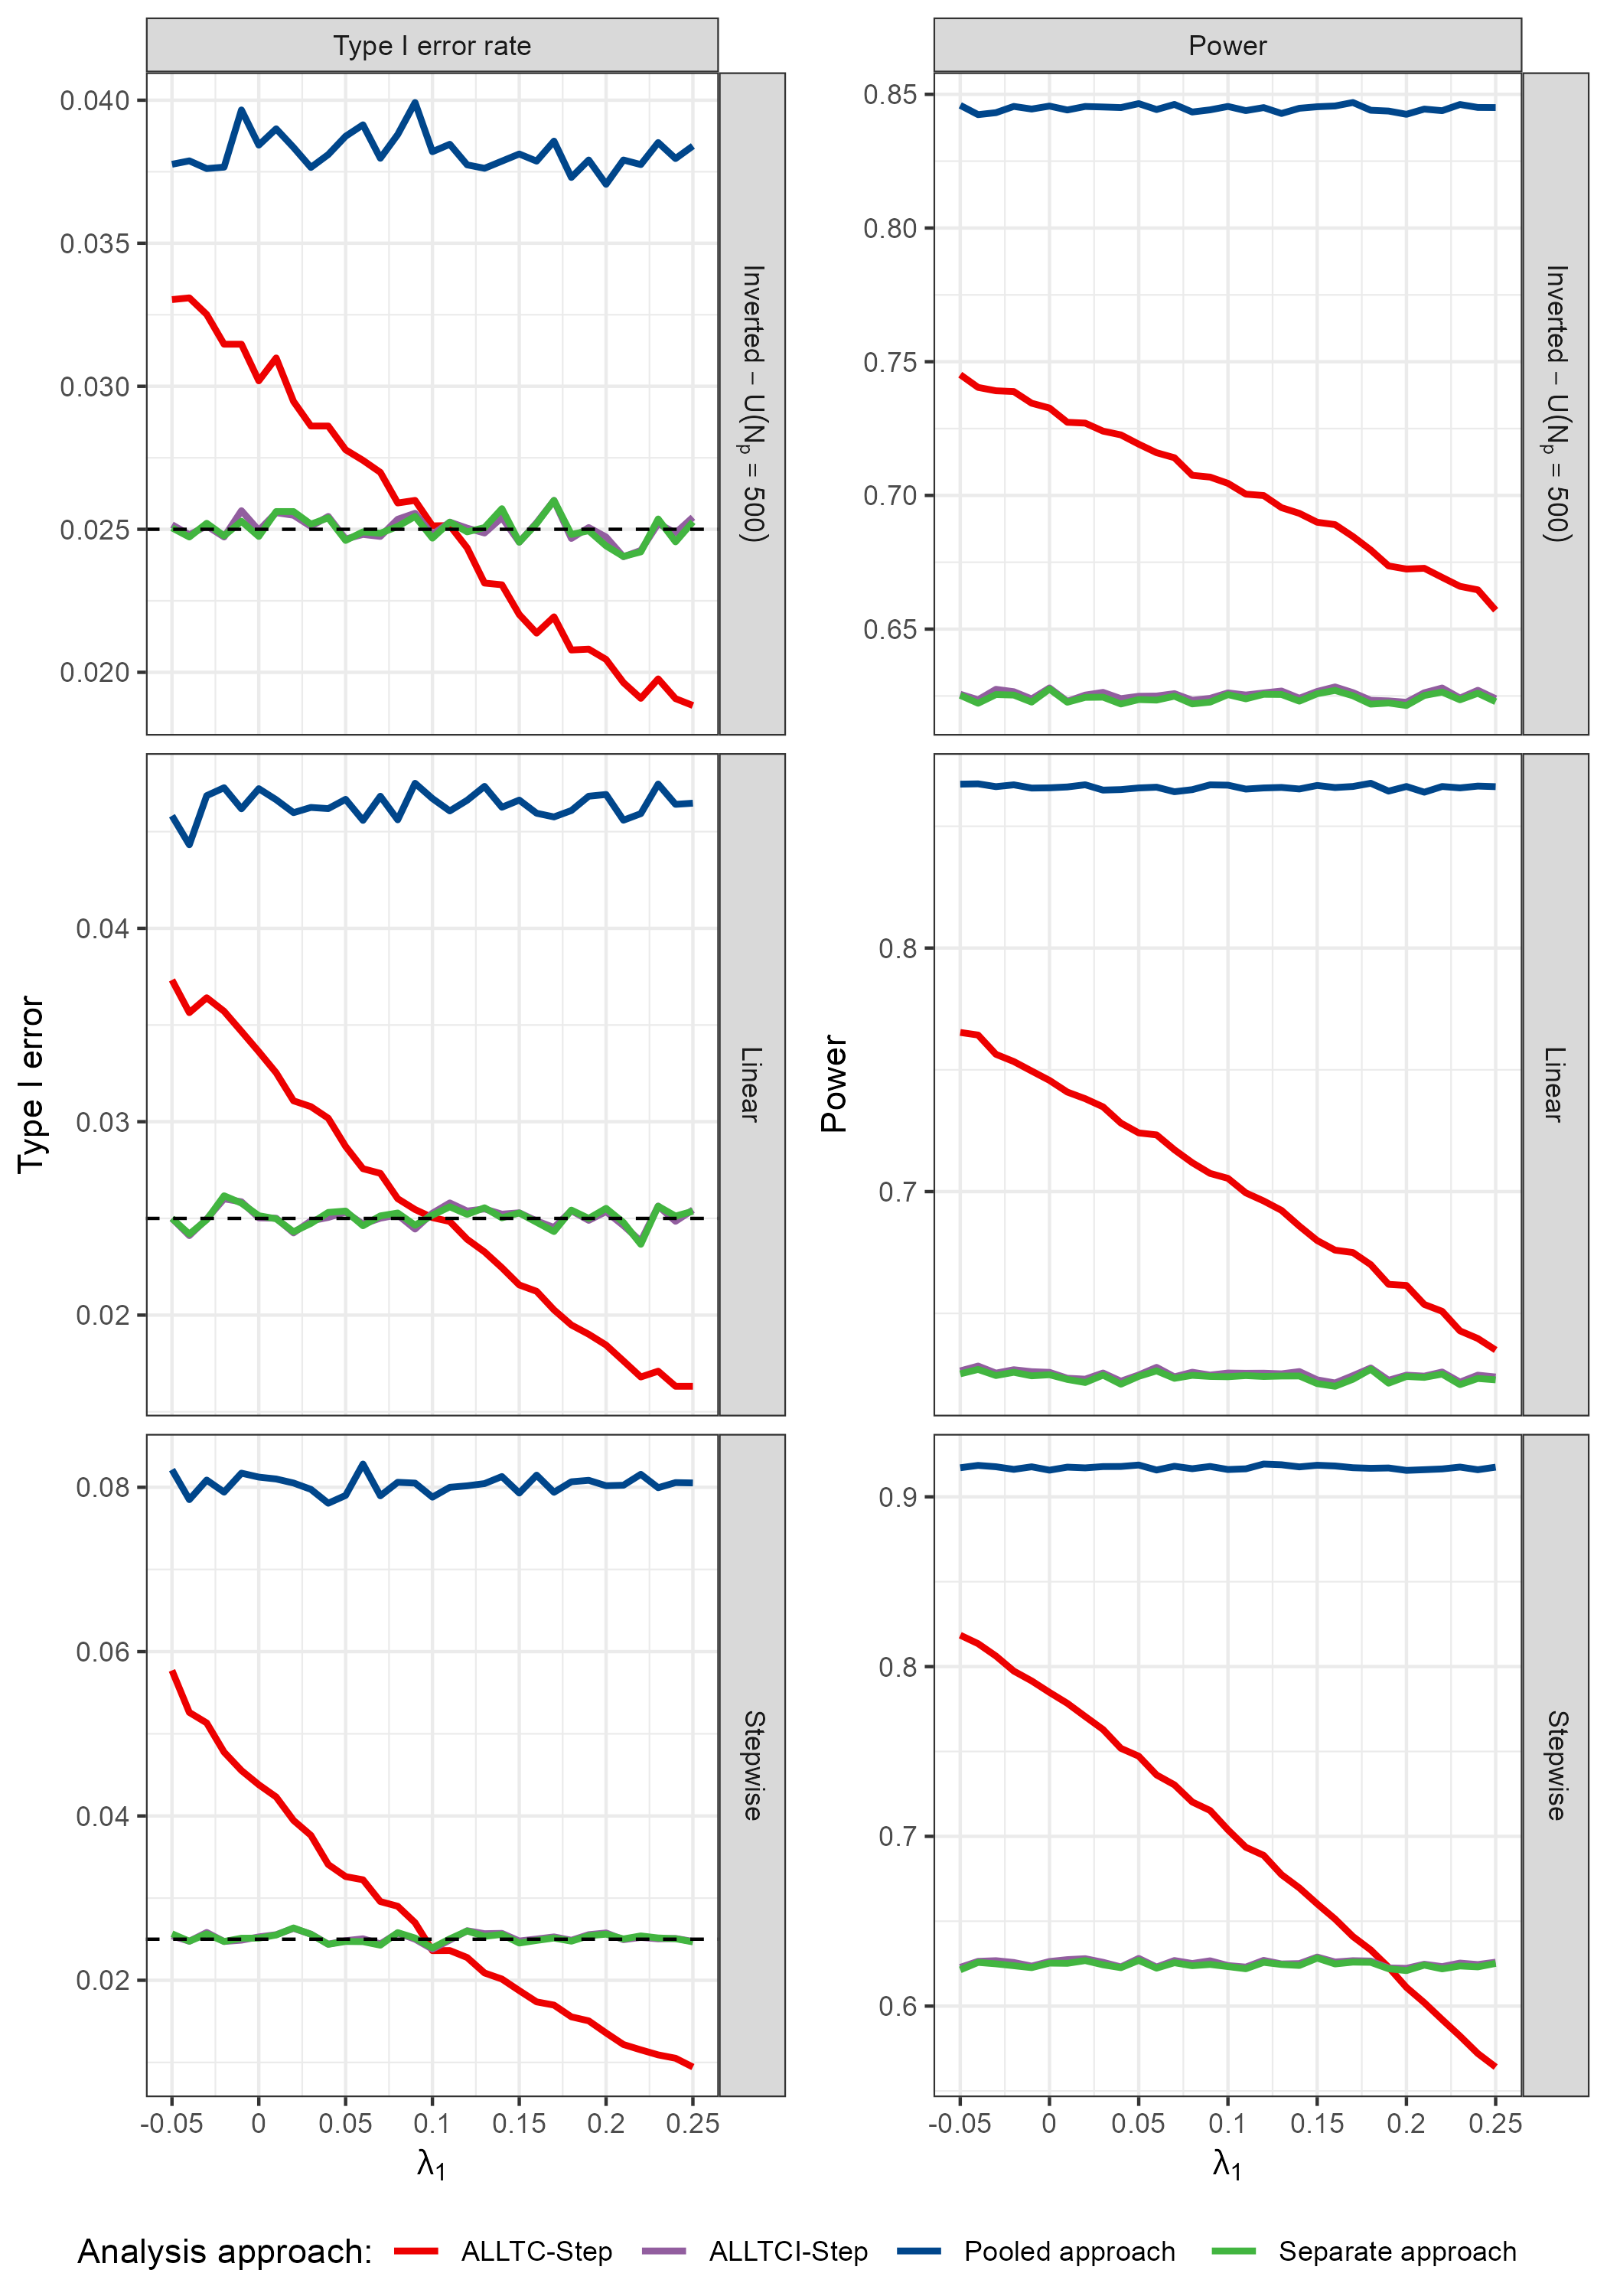 Type I error rate
Power
0.040
0.035
0.030
0.025
0.020
Inverted − U(Np = 500)
0.85
0.80
0.75
0.70
0.65
Inverted − U(Np = 500)
Type I error
0.04
0.03
0.02
Linear
Power
0.8
0.7
Linear
0.08
0.06
0.04
0.02
Stepwise
0.9
0.8
0.7
0.6
Stepwise
-0.05 0 0.05 0.1 0.15 0.2 0.25
-0.05 0 0.05 0.1 0.15 0.2 0.25
λ1
λ1
Analysis approach: ALLTC-Step ALLTCI-Step Pooled approach Separate approach